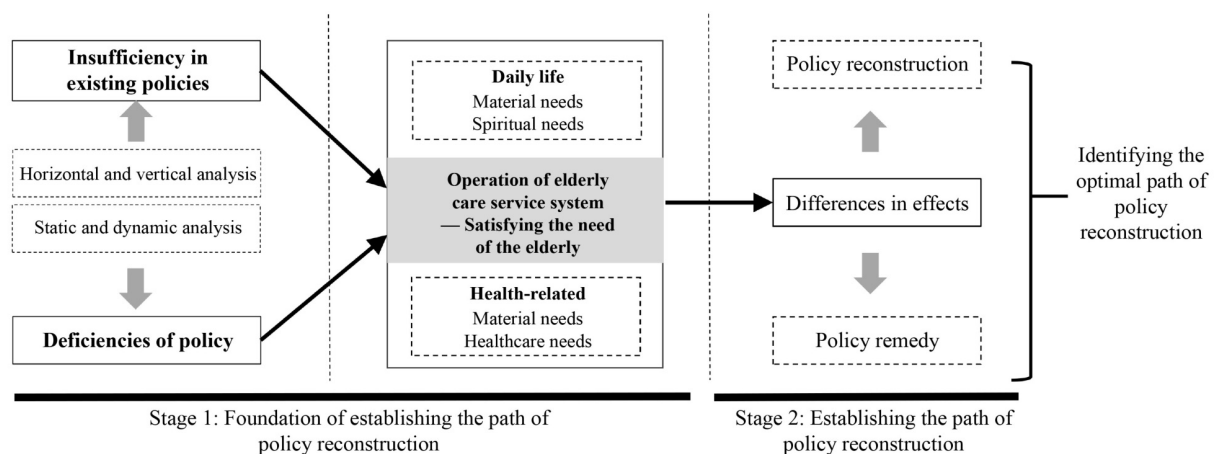 Insufficiency in
existing policies
Horizontal and vertical analysis
Static and dynamic analysis
Deficiencies of policy
Daily life
Material needs
Spiritual needs
Operation of elderly
care service system
— Satisfying the need
of the elderly
Health-related
Material needs
Healthcare needs
Policy reconstruction
Differences in effects
Policy remedy
Identifying the
optimal path of
policy
reconstruction
Stage 1: Foundation of establishing the path of
policy reconstruction
Stage 2: Establishing the path of
policy reconstruction